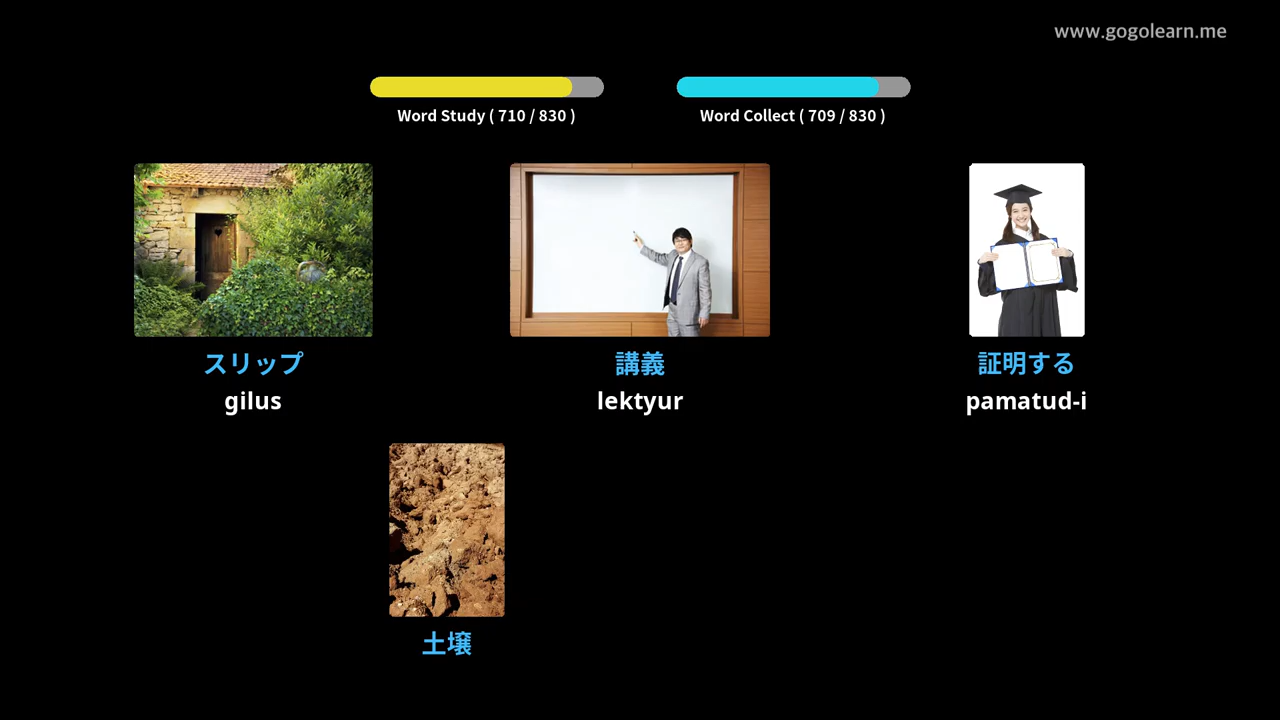 www.gogolearn.me
Word Study ( 710 / 830 )
Word Collect ( 709 / 830 )
スリップ
gilus
講義
lektyur
証明する
pamatud-i
土壌